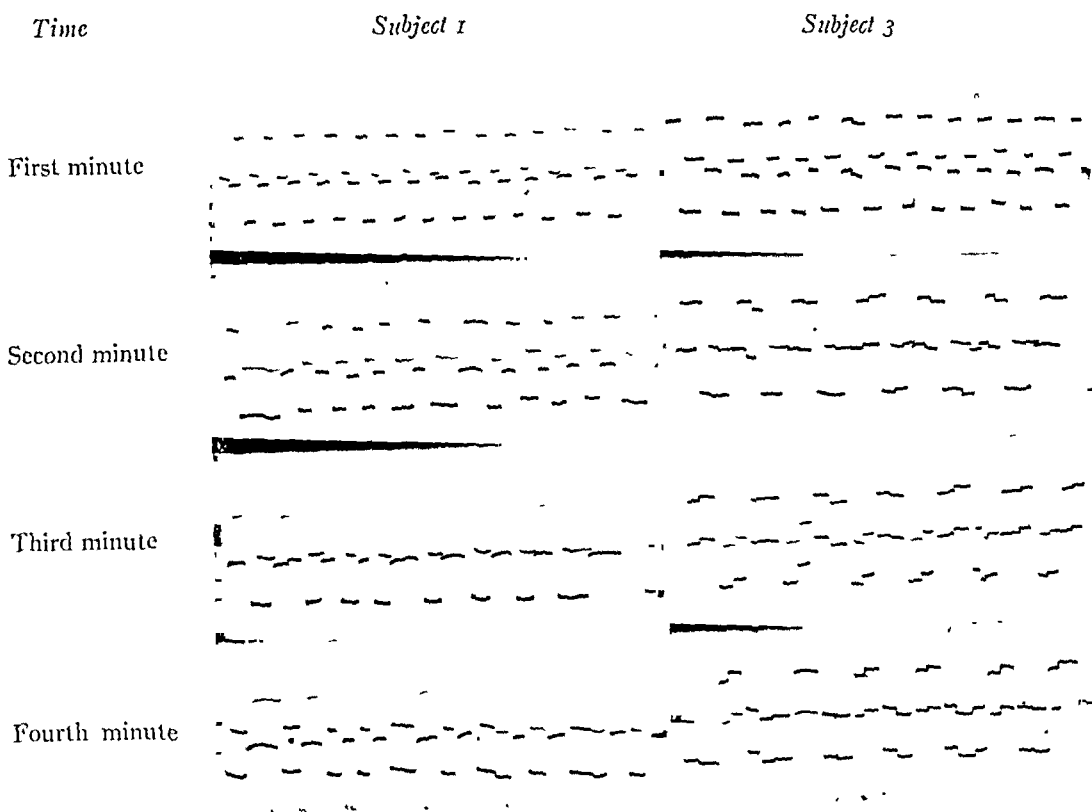 Time Subject 1 Subject 3
First minute
Second minute
Third minute
Fourth minute